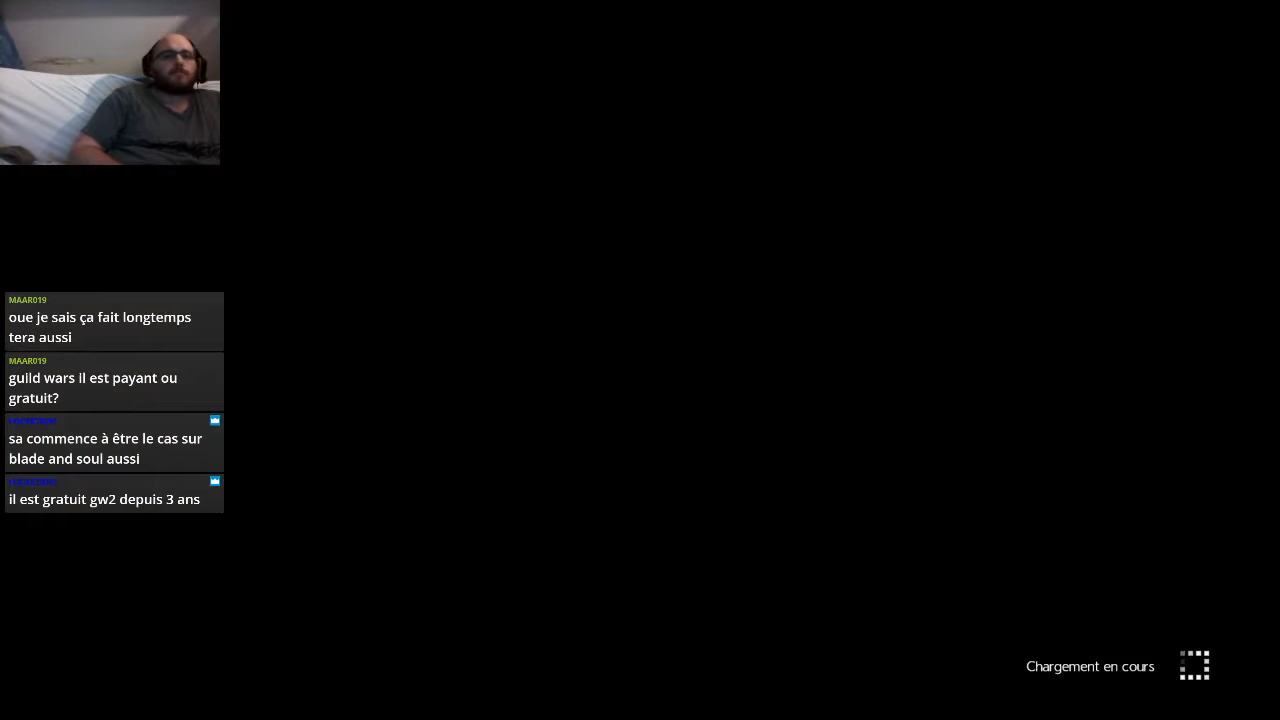 MAAR019
oue je sais ça fait longtemps
tera aussi
MAAR019
guild wars il est payant ou
gratuit?
sa commence à être le cas sur
blade and soul aussi
il est gratuit gw2 depuis 3 ans
Chargement en cours